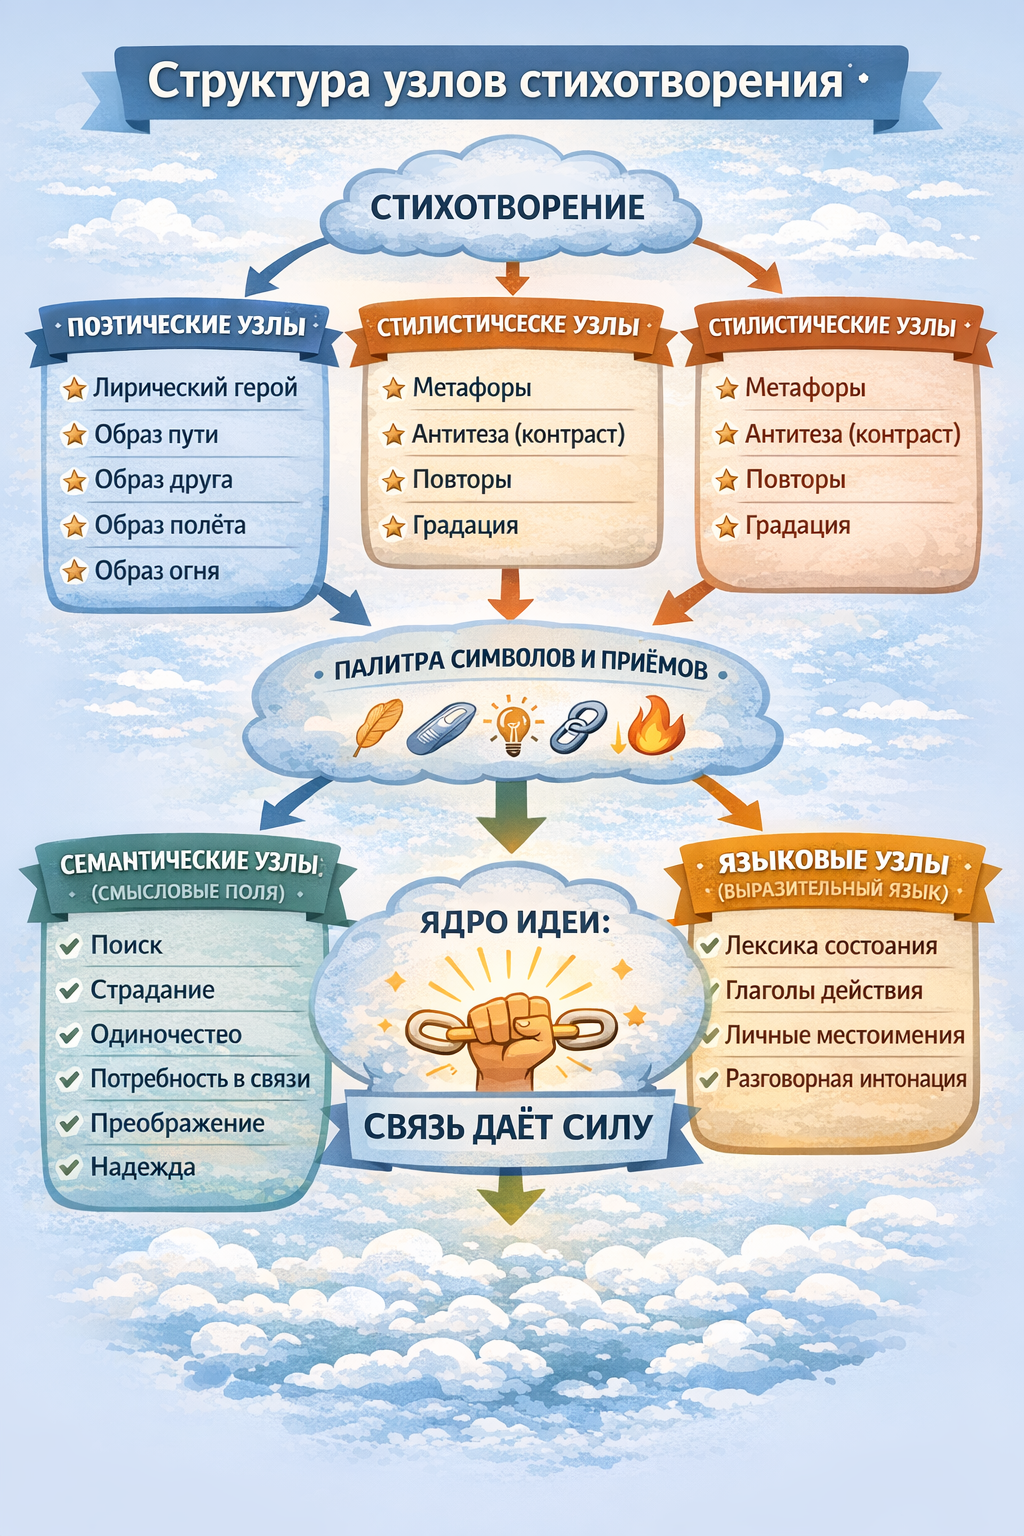 Структура узлов стихотворения
СТИХОТВОРЕНИЕ
ПОЭТИЧЕСКИЕ УЗЛЫ
Лирический герой
Образ пути
Образ друга
Образ полёта
Образ огня
СТИЛИСТИЧСЕСКЕ УЗЛЫ
Метафоры
Антитеза (контраст)
Повторы
Градация
СТИЛИСТИЧЕСКИЕ УЗЛЫ
Метафоры
Антитеза (контраст)
Повторы
Градация
ПАЛИТРА СИМВОЛОВ И ПРИЁМОВ
СЕМАНТИЧЕСКИЕ УЗЛЫ:
(СМЫСЛОВЫЕ ПОЛЯ)
Поиск
Страдание
Одиночество
Потребность в связи
Преображение
Надежда
ЯДРО ИДЕИ:
СВЯЗЬ ДАЁТ СИЛУ
ЯЗЫКОВЫЕ УЗЛЫ
(ВЫРАЗИТЕЛЬНЫЙ ЯЗЫК)
Лексика состоания
Глаголы действия
Личные местоимения
Разговорная интонация